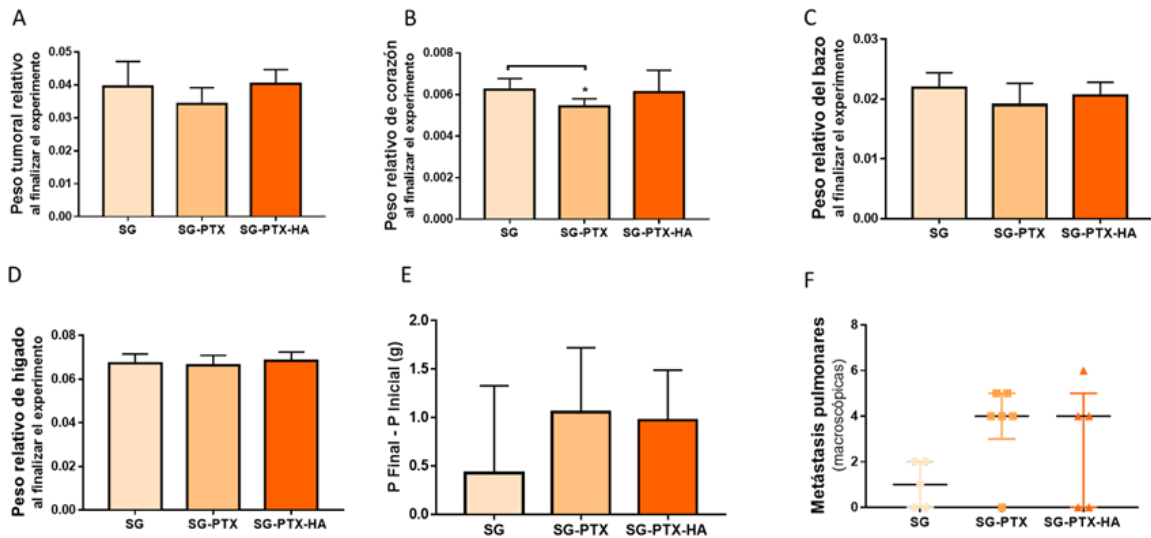 A
Peso tumoral relativo
al finalizar el experimento
0.05
0.04
0.03
0.02
0.01
0.00
SG
SG-PTX
SG-PTX-HA
B
Peso relativo de corazón
al finalizar el experimento
0.008
0.006
0.004
0.002
0.000
*
SG
SG-PTX
SG-PTX-HA
C
Peso relativo del bazo
al finalizar el experimento
0.03
0.02
0.01
0.00
SG
SG-PTX
SG-PTX-HA
D
Peso relativo de hígado
al finalizar el experimento
0.08
0.06
0.04
0.02
0.00
SG
SG-PTX
SG-PTX-HA
E
P Final - P Inicial (g)
2.0
1.5
1.0
0.5
0.0
SG
SG-PTX
SG-PTX-HA
F
Metástasis pulmonares
(macroscópicas)
8
6
4
2
0
SG
SG-PTX
SG-PTX-HA